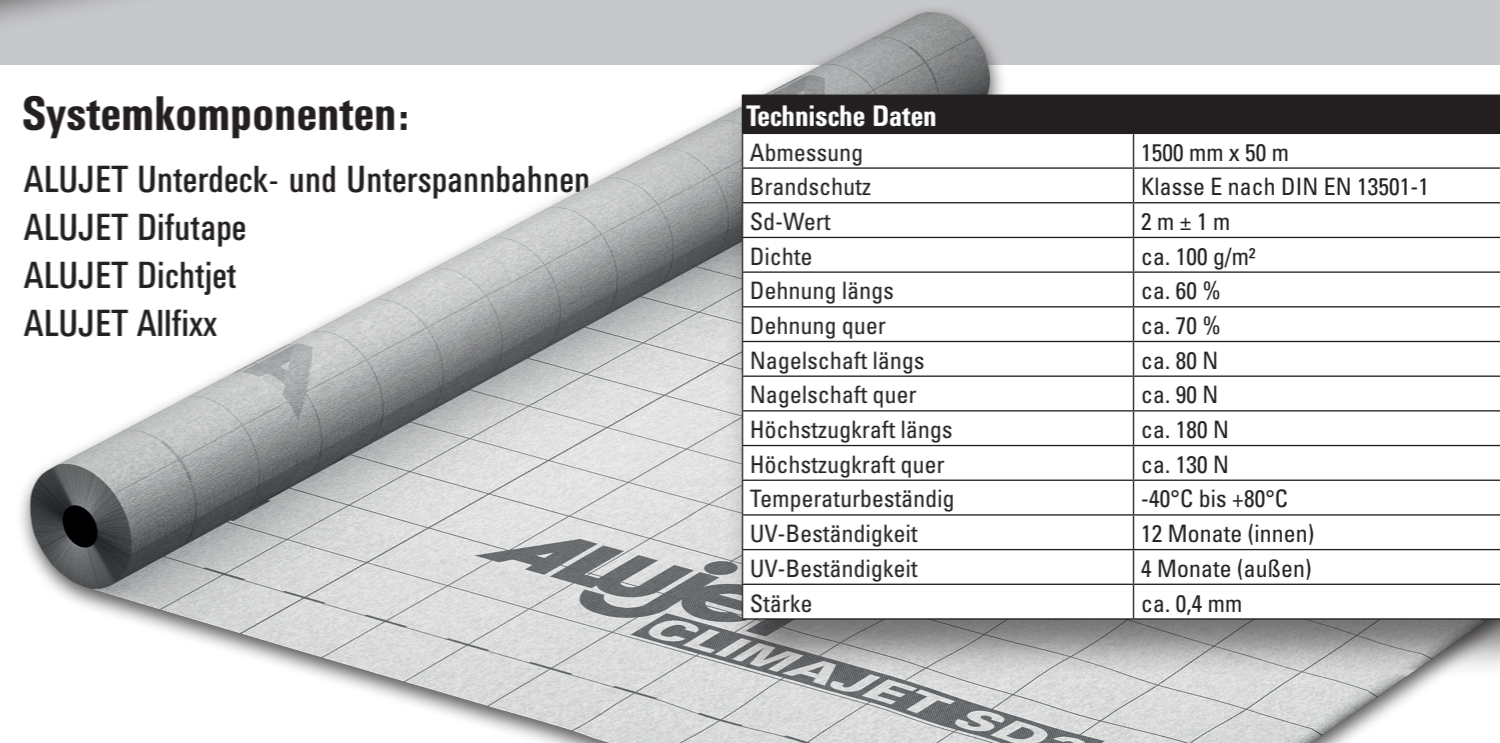 Systemkomponenten:
ALUJET Unterdeck- und Unterspannbahnen
ALUJET Difutape
ALUJET Dichtjet
ALUJET Allfixx
Technische Daten
Abmessung 1500 mm x 50 m
Brandschutz Klasse E nach DIN EN 13501-1
Sd-Wert 2 m ± 1 m
Dichte ca. 100 g/m²
Dehnung längs ca. 60 %
Dehnung quer ca. 70 %
Nagelschaft längs ca. 80 N
Nagelschaft quer ca. 90 N
Höchstzugkraft längs ca. 180 N
Höchstzugkraft quer ca. 130 N
Temperaturbeständig -40°C bis +80°C
UV-Beständigkeit 12 Monate (innen)
UV-Beständigkeit 4 Monate (außen)
Stärke ca. 0,4 mm
Alujet
CLIMAJET